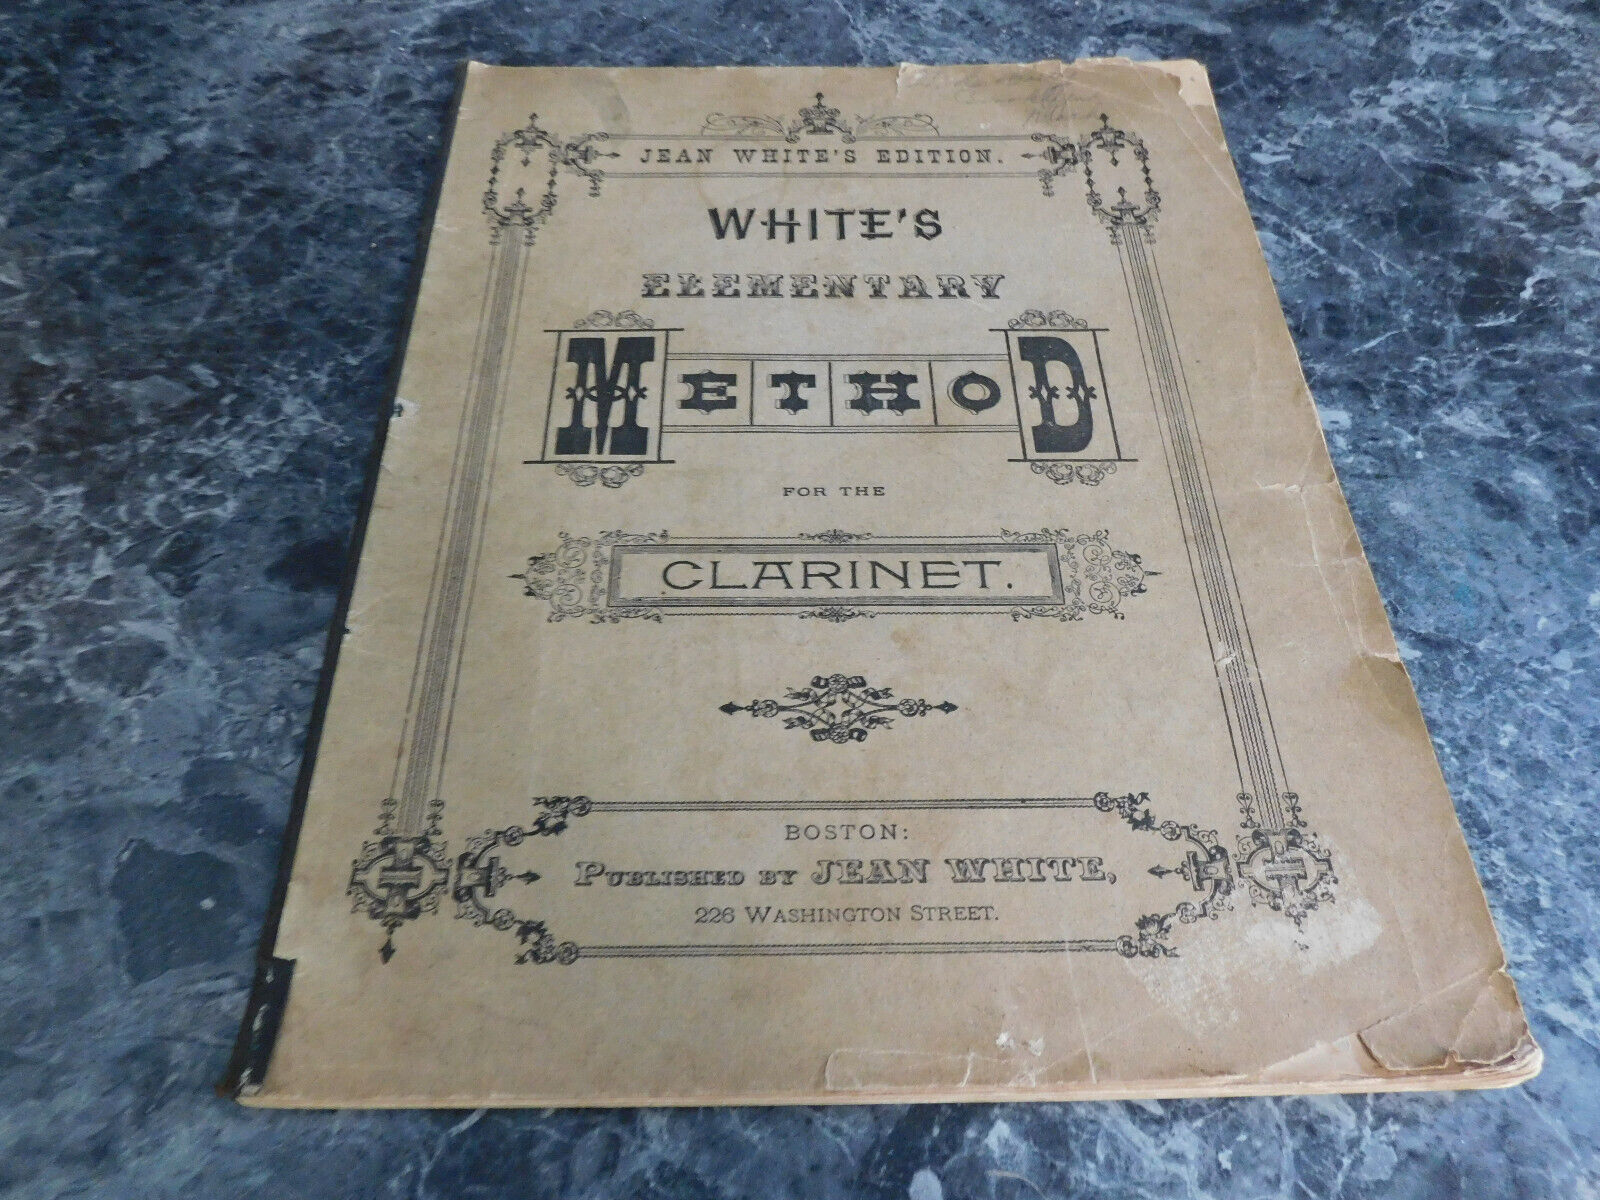 JEAN WHITE'S EDITION.
WHITE'S
ELEMENTARY
METHOD
FOR THE
CLARINET.
BOSTON:
PUBLISHED BY JEAN WHITE,
226 WASHINGTON STREET.